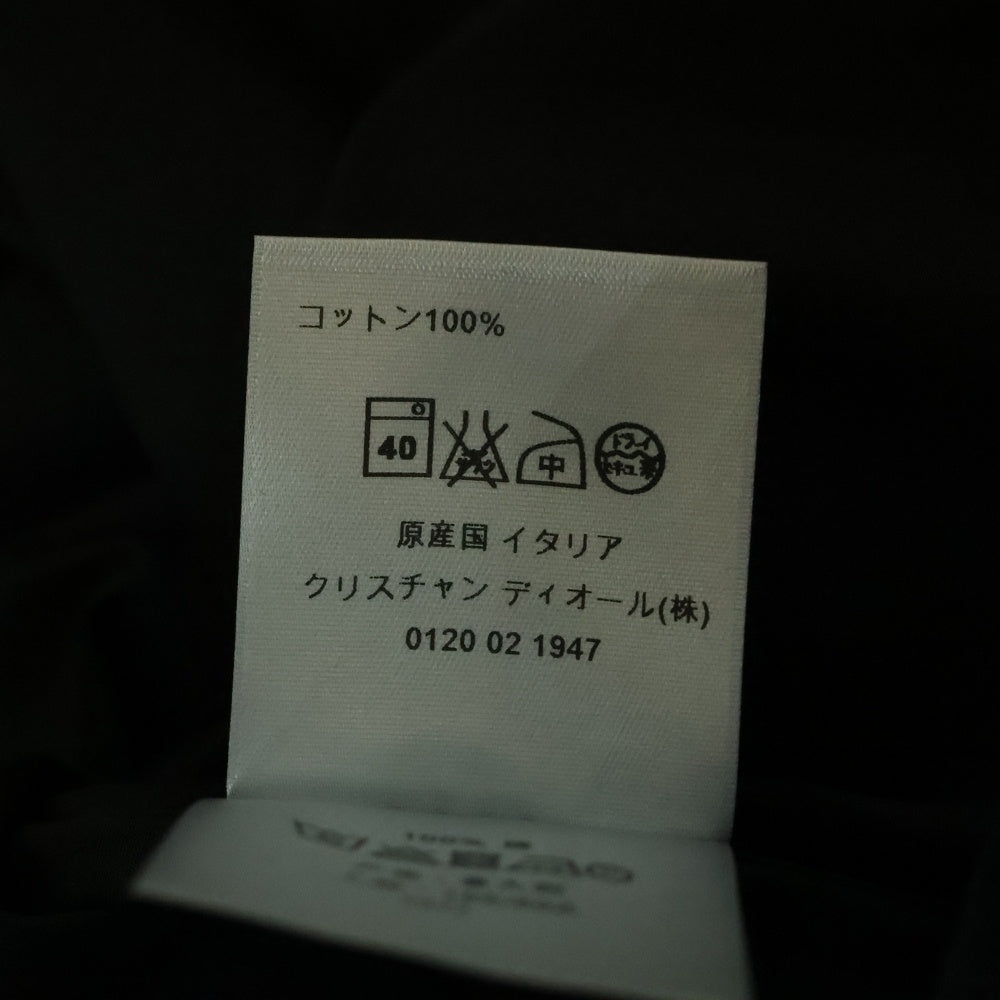 コットン100%
40
中
ドライ
原産国 イタリア
クリスチャン ディオール(株)
0120 02 1947
100%